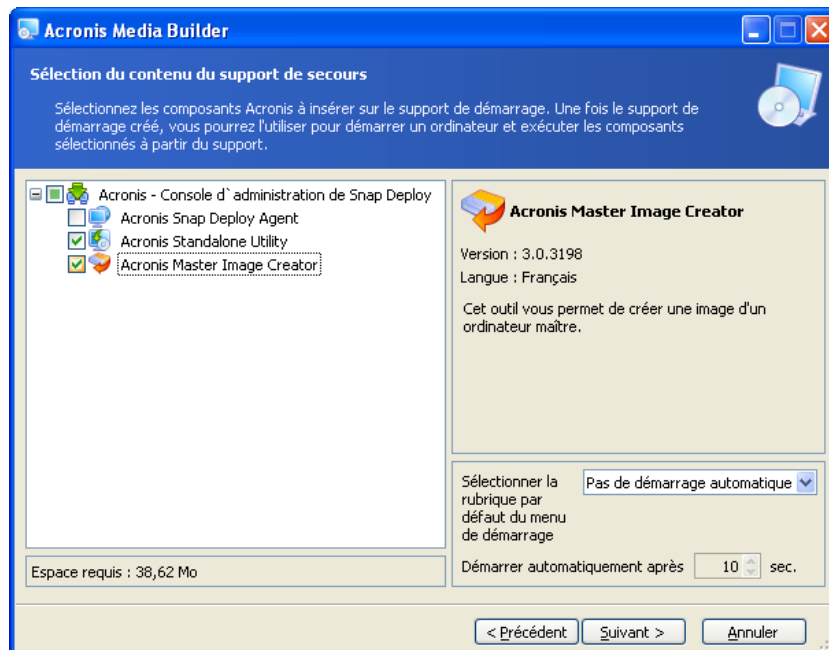 Acronis Media Builder
Sélection du contenu du support de secours
Sélectionnez les composants Acronis à insérer sur le support de démarrage. Une fois le support de
démarrage créé, vous pourrez l'utiliser pour démarrer un ordinateur et exécuter les composants
sélectionnés à partir du support.
Acronis - Console d`administration de Snap Deploy
Acronis Snap Deploy Agent
Acronis Standalone Utility
Acronis Master Image Creator
Espace requis : 38,62 Mo
Acronis Master Image Creator
Version : 3.0.3198
Langue : Français
Cet outil vous permet de créer une image d'un
ordinateur maître.
Sélectionner la
rubrique par
défaut du menu
de démarrage
Pas de démarrage automatique
Démarrer automatiquement après 10 sec.
< Précédent
Suivant >
Annuler